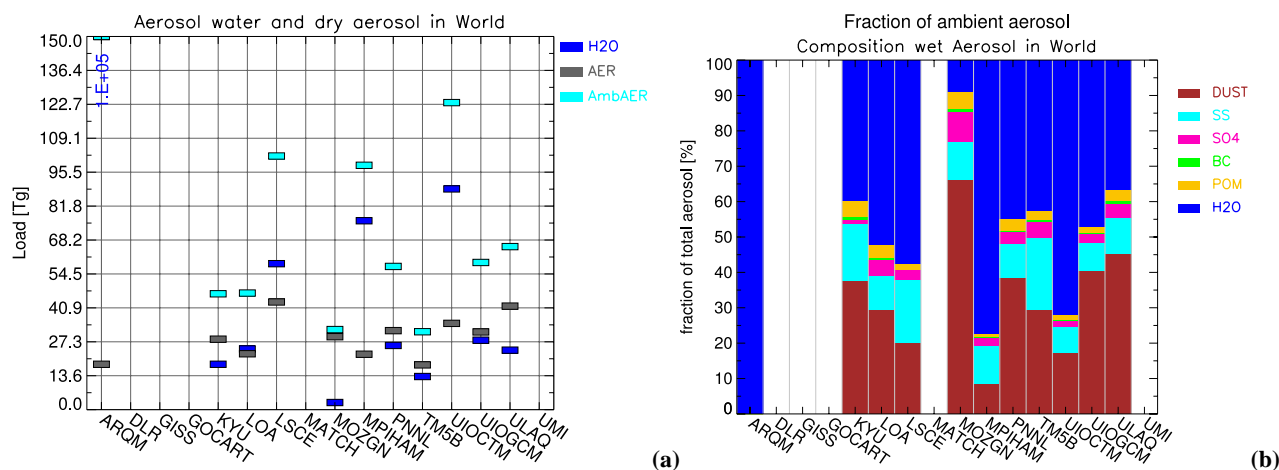 Aerosol water and dry aerosol in World
Load [Tg]
150.0
136.4
122.7
109.1
95.5
81.8
68.2
54.5
40.9
27.3
13.6
0.0
1.E+05
H2O
AER
AmbAER
ARQM
DLR
GISS
GOCART
KYU
LOA
LSCE
MATCH
MOZGN
MPIHAM
PNNL
TM5B
UIOCTM
UIOGCM
ULAQ
UMI
(a)
Fraction of ambient aerosol
Composition wet Aerosol in World
fraction of total aerosol [%]
100
90
80
70
60
50
40
30
20
10
0
DUST
SS
SO4
BC
POM
H2O
ARQM
DLR
GISS
GOCART
KYU
LOA
LSCE
MATCH
MOZGN
MPIHAM
PNNL
TM5B
UIOCTM
UIOGCM
ULAQ
UMI
(b)